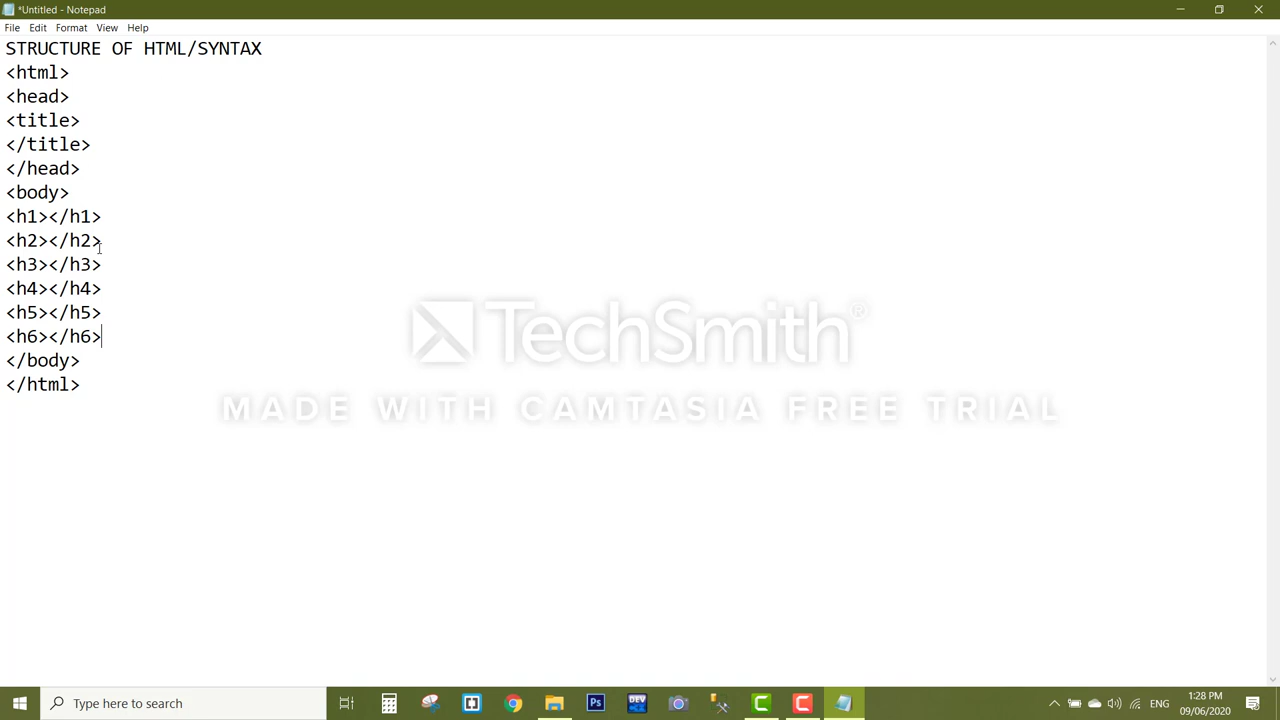 *Untitled - Notepad
File Edit Format View Help
STRUCTURE OF HTML/SYNTAX
<html>
<head>
<title>
</title>
</head>
<body>
<h1></h1>
<h2></h2>
<h3></h3>
<h4></h4>
<h5></h5>
<h6></h6>
</body>
</html>
TechSmith®
MADE WITH CAMTASIA FREE TRIAL
Type here to search
Ps
DEV
C
C
ENG
1:28 PM
09/06/2020